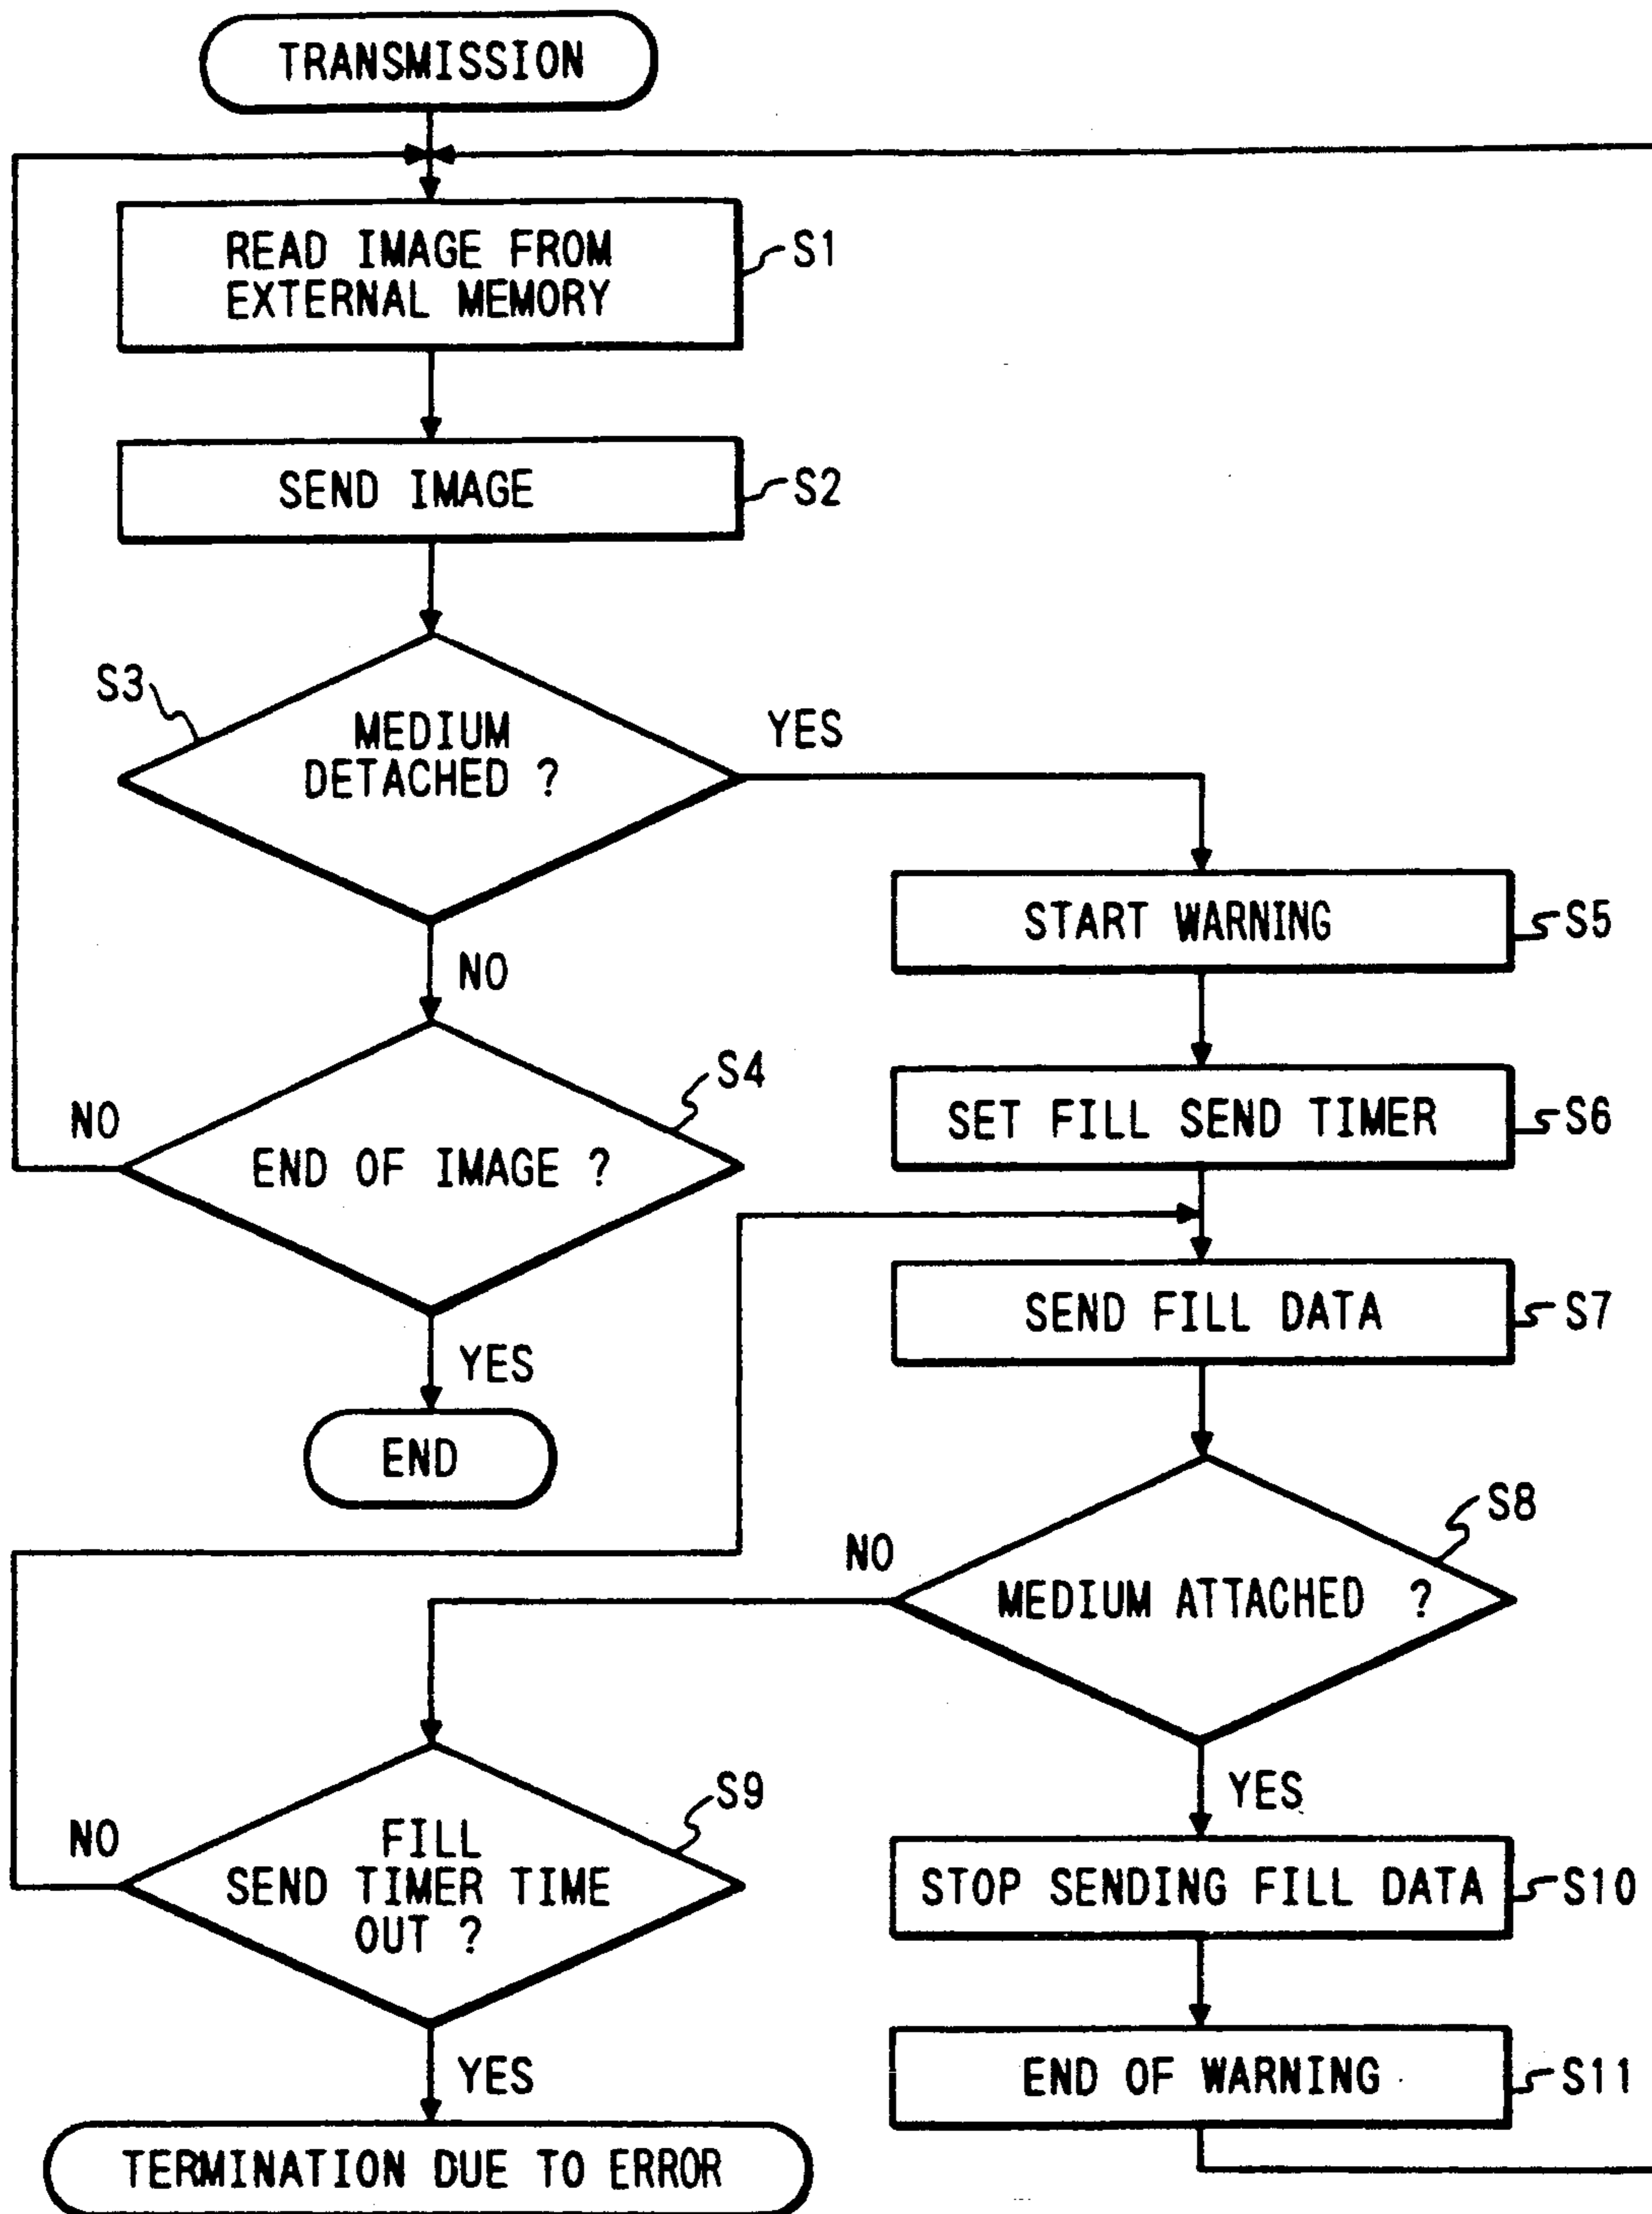 TRANSMISSION
READ IMAGE FROM
EXTERNAL MEMORY
S1
SEND IMAGE
S2
S3
MEDIUM
DETACHED ?
YES
NO
START WARNING
S5
S4
NO
END OF IMAGE ?
SET FILL SEND TIMER
S6
YES
SEND FILL DATA
S7
END
S8
NO
MEDIUM ATTACHED ?
YES
S9
NO
FILL
SEND TIMER TIME
OUT ?
STOP SENDING FILL DATA
S10
YES
END OF WARNING
S11
TERMINATION DUE TO ERROR